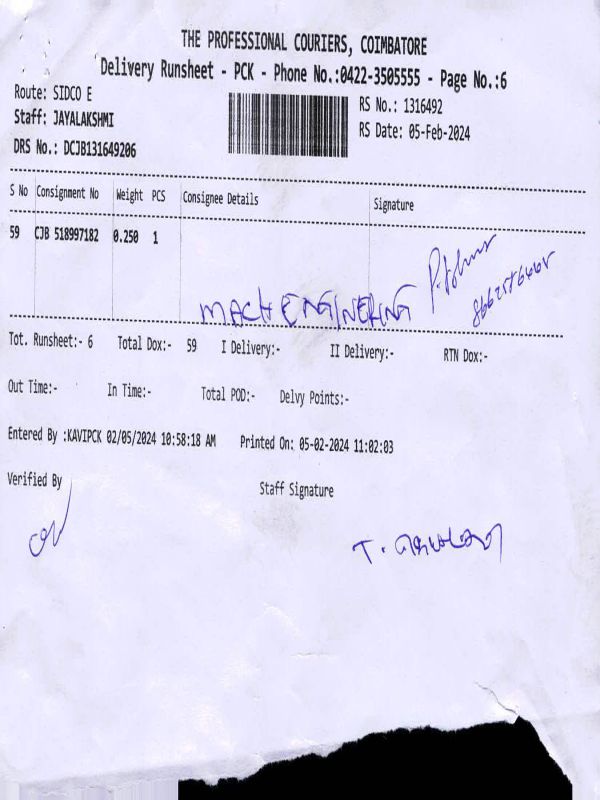 THE PROFESSIONAL COURIERS, COIMBATORE
Delivery Runsheet - PCK - Phone No.:0422-3505555 - Page No.:6
Route: SIDCO E
RS No.: 1316492
Staff: JAYALAKSHMI
RS Date: 05-Feb-2024
DRS No.: DCJB131649206
S No Consignment No Weight PCS Consignee Details Signature
59 CJB 518997182 0.250 1
MACH ENGINEERING
Tot. Runsheet:- 6 Total Dox:- 59 I Delivery:- II Delivery:- RTN Dox:-
Out Time:- In Time:- Total POD:- Delvy Points:-
Entered By :KAVIPCK 02/05/2024 10:58:18 AM Printed On: 05-02-2024 11:02:03
Verified By
Staff Signature